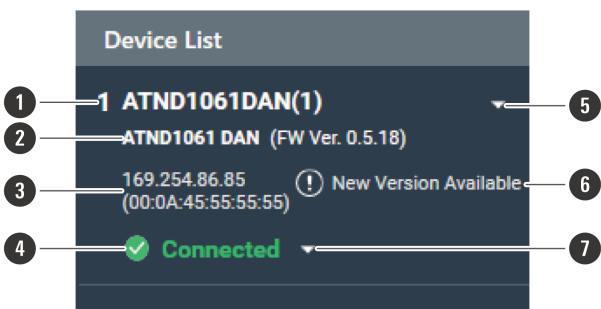 Device List
1 1 ATND1061DAN(1) 5
2 ATND1061 DAN (FW Ver. 0.5.18)
3 169.254.86.85 ! New Version Available 6
(00:0A:45:55:55:55)
4 Connected 7